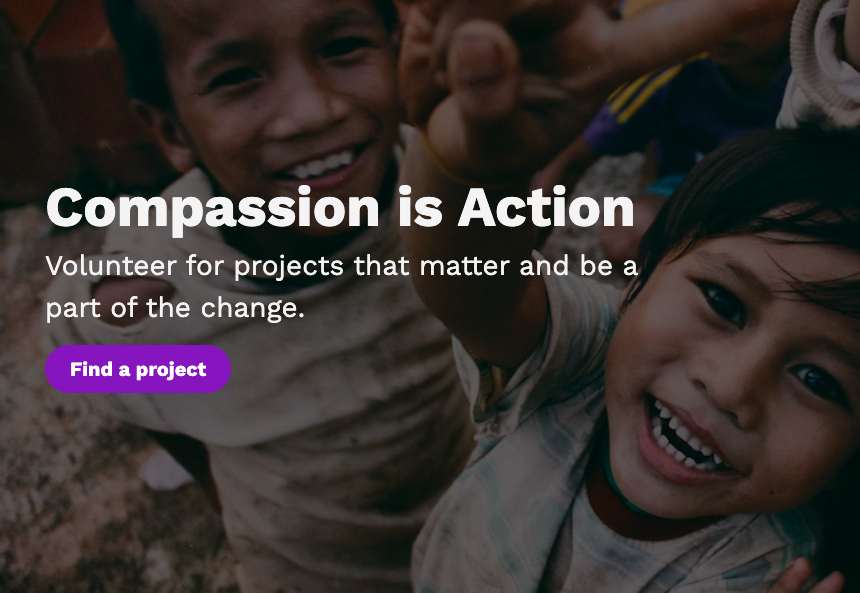 Compassion is Action
Volunteer for projects that matter and be a
part of the change.
Find a project